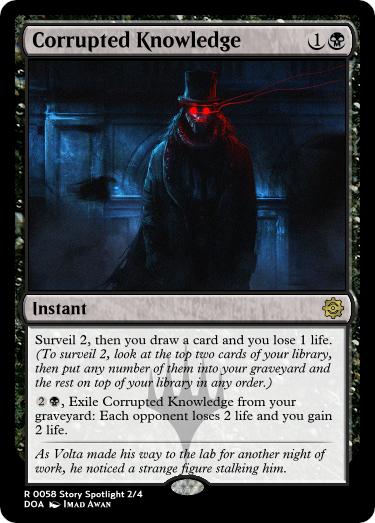 Corrupted Knowledge 1
Instant
Surveil 2, then you draw a card and you lose 1 life.
(To surveil 2, look at the top two cards of your library,
then put any number of them into your graveyard and
the rest on top of your library in any order.)
2 , Exile Corrupted Knowledge from your
graveyard: Each opponent loses 2 life and you gain
2 life.
As Volta made his way to the lab for another night of
work, he noticed a strange figure stalking him.
R 0058 Story Spotlight 2/4
DOA Imad Awan